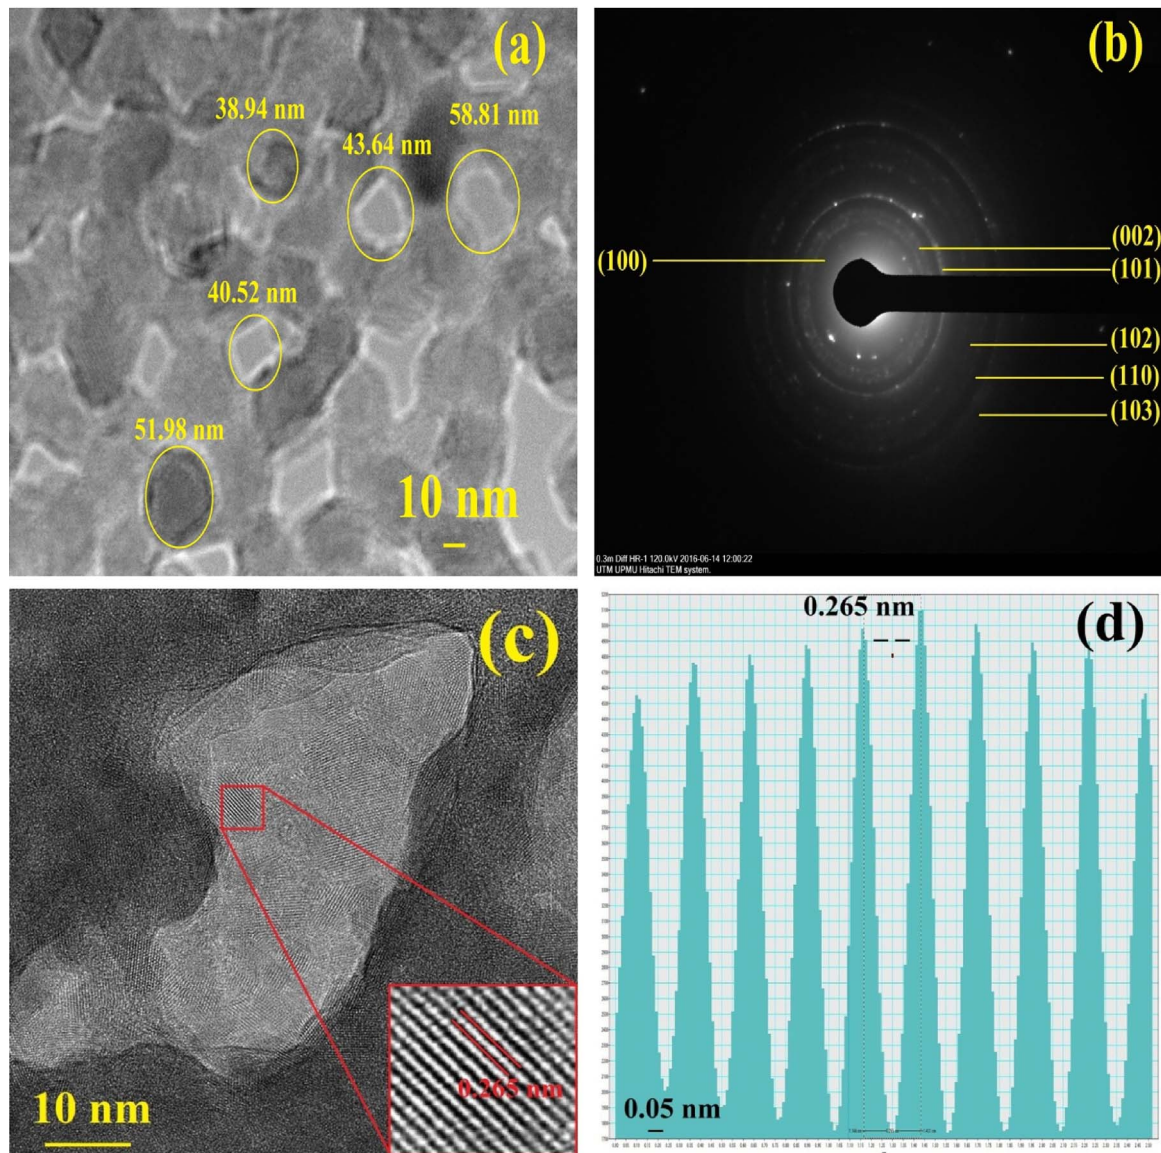 (a)
38.94 nm
43.64 nm
58.81 nm
40.52 nm
51.98 nm
10 nm
(b)
(100)
(002)
(101)
(102)
(110)
(103)
0.3m Diff HR-1 120.0kV 2016-06-14 12:00:22
UTM UPMU Hitachi TEM system.
(c)
0.265 nm
10 nm
(d)
0.265 nm
0.05 nm